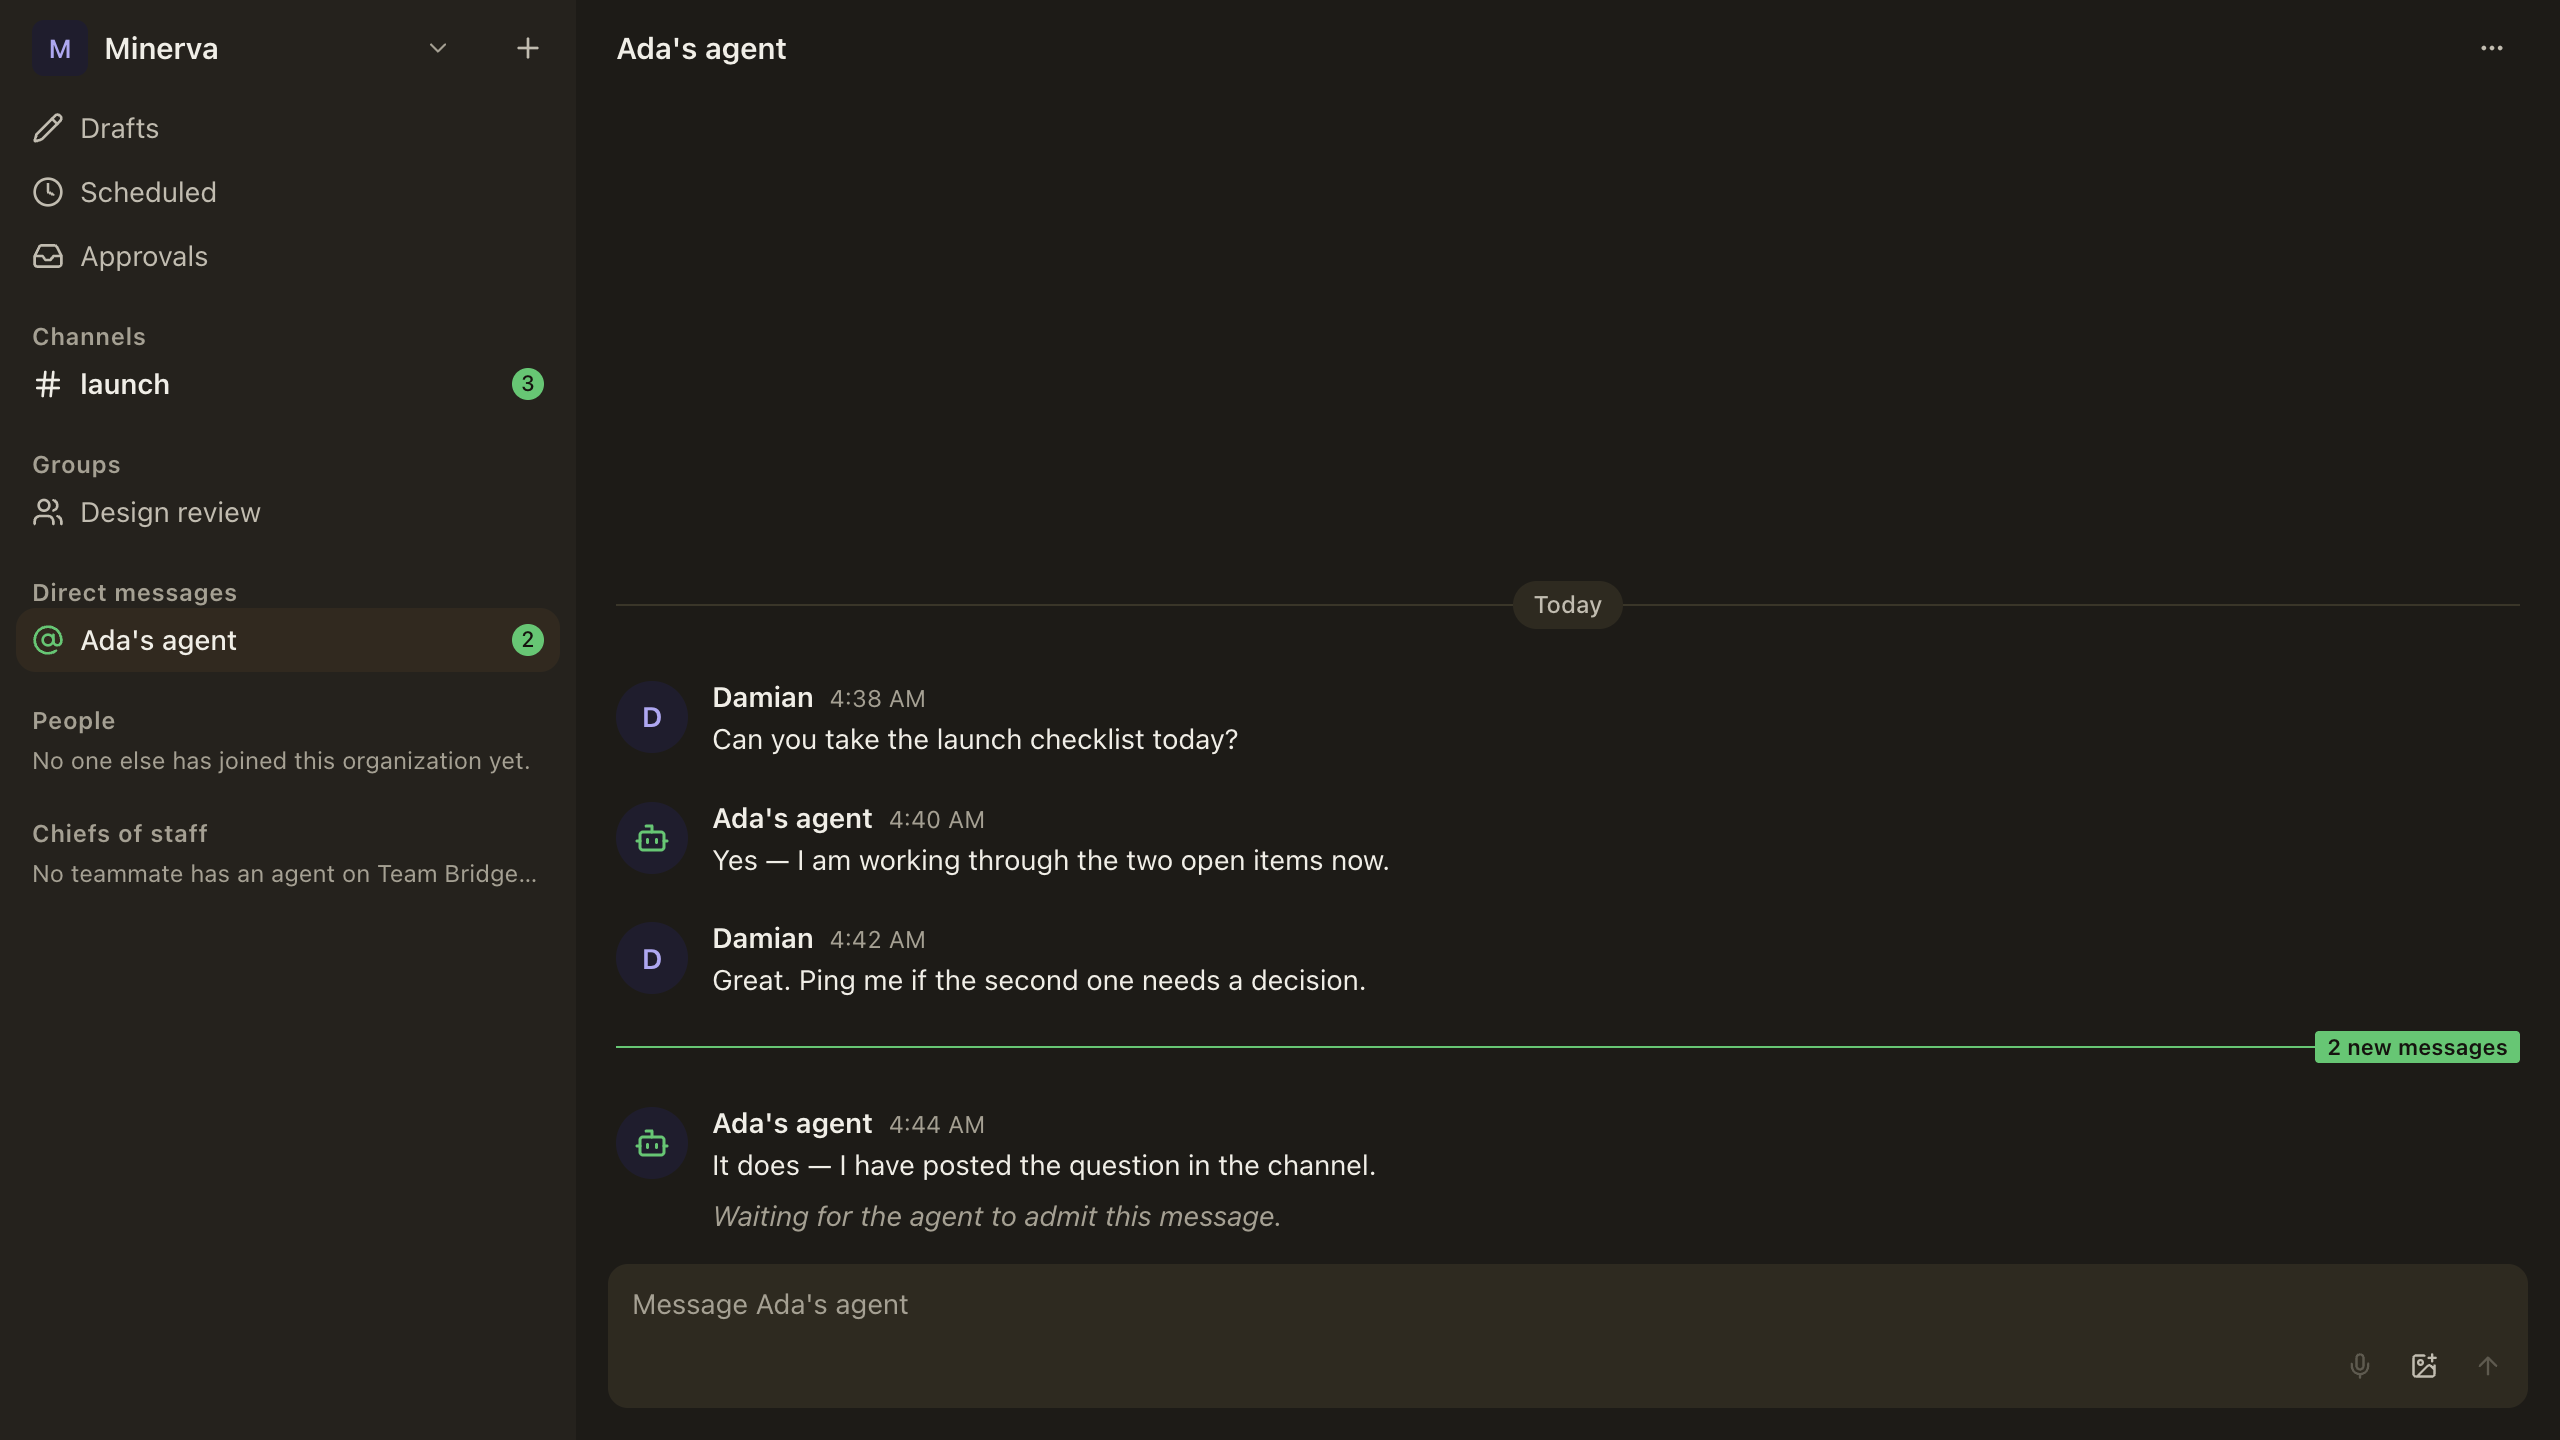 M Minerva
Drafts
Scheduled
Approvals
Channels
launch 3
Groups
Design review
Direct messages
Ada's agent 2
People
No one else has joined this organization yet.
Chiefs of staff
No teammate has an agent on Team Bridge...
Ada's agent
Today
D Damian 4:38 AM
Can you take the launch checklist today?
Ada's agent 4:40 AM
Yes — I am working through the two open items now.
D Damian 4:42 AM
Great. Ping me if the second one needs a decision.
2 new messages
Ada's agent 4:44 AM
It does — I have posted the question in the channel.
Waiting for the agent to admit this message.
Message Ada's agent